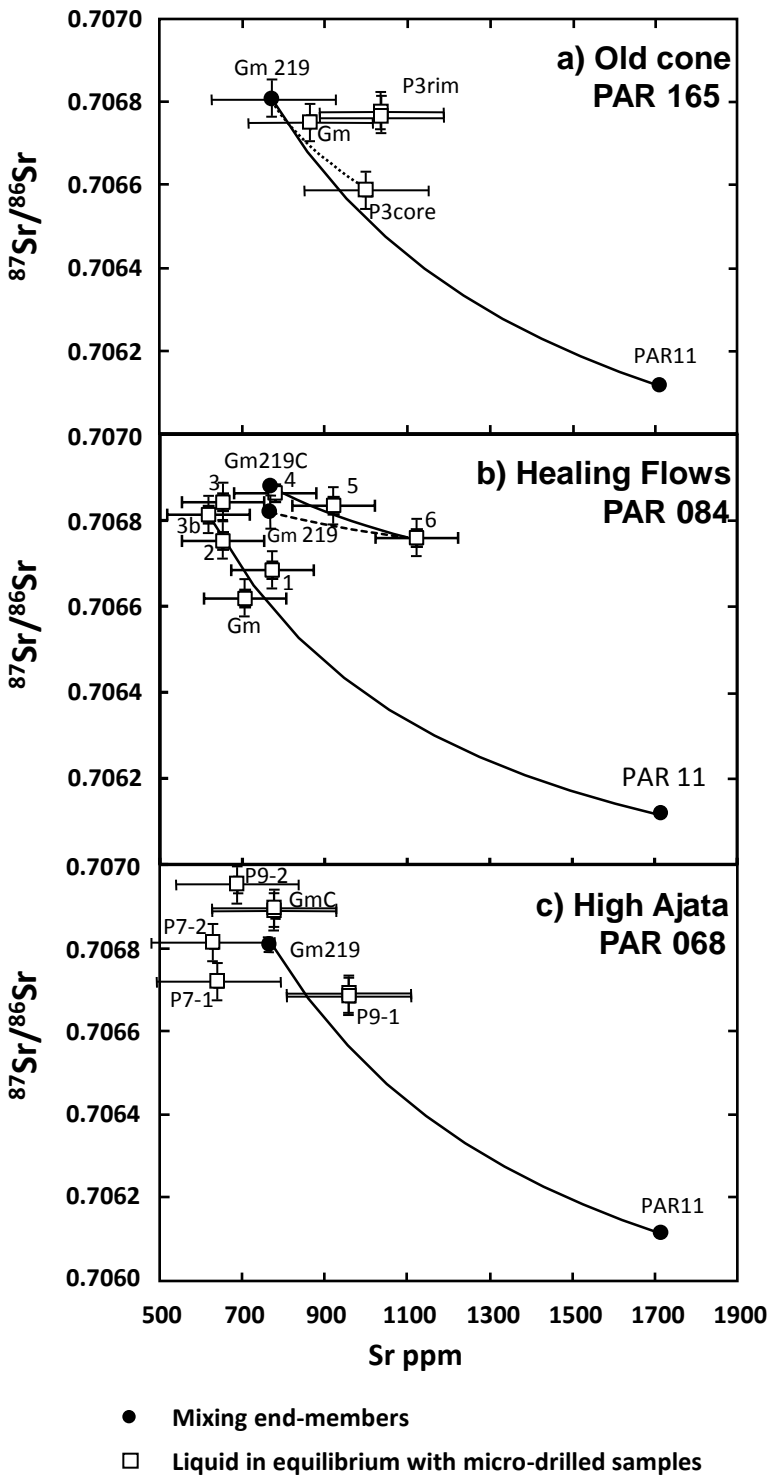 0.7070
0.7068
0.7066
0.7064
0.7062
0.7070
0.7068
0.7066
0.7064
0.7062
0.7070
0.7068
0.7066
0.7064
0.7062
0.7060
87Sr/86Sr
87Sr/86Sr
87Sr/86Sr
a) Old cone
PAR 165
Gm 219
P3rim
Gm
P3core
PAR11
b) Healing Flows
PAR 084
Gm219C
3
4
5
3b
Gm 219
6
2
1
Gm
PAR 11
c) High Ajata
PAR 068
P9-2
GmC
P7-2
Gm219
P7-1
P9-1
PAR11
500 700 900 1100 1300 1500 1700 1900
Sr ppm
Mixing end-members
Liquid in equilibrium with micro-drilled samples